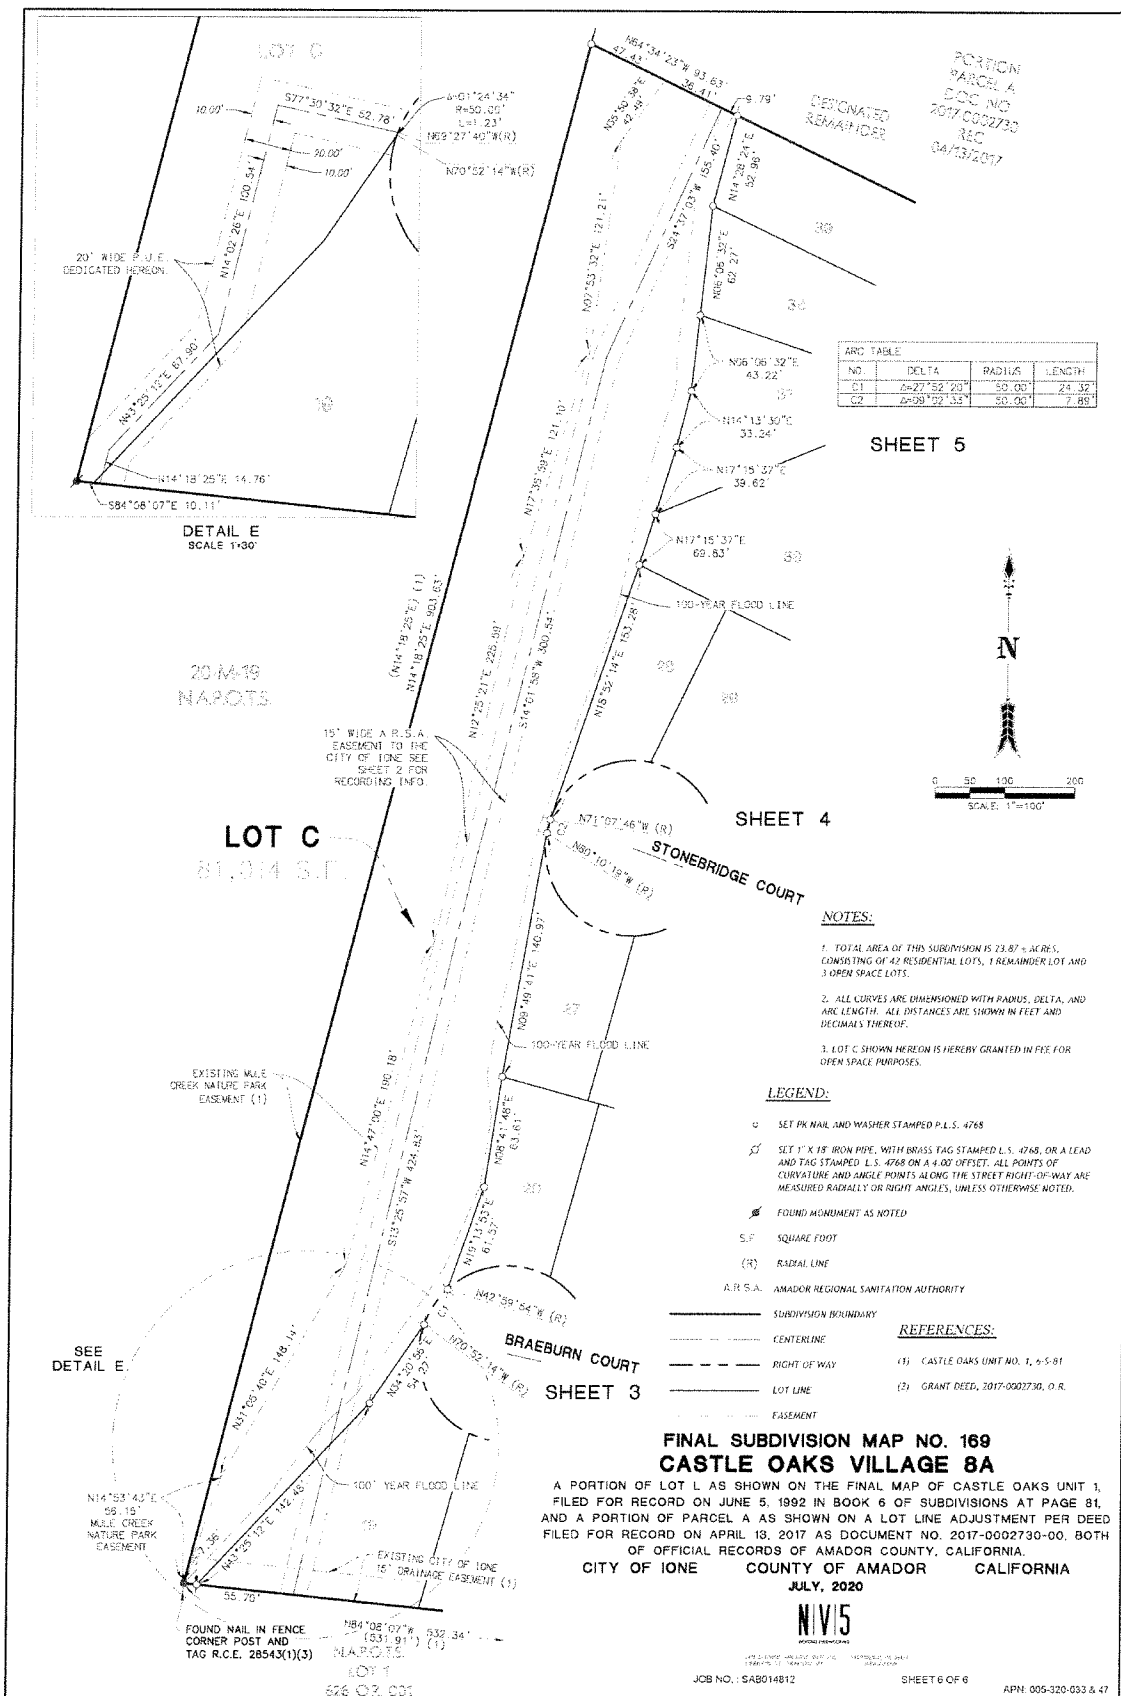 LOT C
S77°30'32"E 52.78'
10.00'
20.00'
10.00'
Δ=01°24'34"
R=50.00'
L=1.23'
N69°27'40"W(R)
N70°52'14"W(R)
N14°02'26"E 100.54'
20' WIDE P.U.E.
DEDICATED HEREON.
N43°25'12"E 67.90'
N14°18'25"E 14.76'
S84°08'07"E 10.11'
DETAIL E
SCALE 1"=30'
N64°34'23"W 93.63'
47.43'
36.41'
9.79'
DESIGNATED
REMAINDER
PORTION
PARCEL A
DOC NO
2017-0002730
REC
04/13/2017
N35°50'38"E
42.49'
S24°37'03"W 155.40'
N14°28'24"E
52.96'
N07°53'32"E 121.21'
N06°06'32"E
62.27'
34
N06°06'32"E
43.22'
N14°13'30"E
33.24'
N17°15'37"E
39.62'
N17°15'37"E
69.83'
ARC TABLE
NO. DELTA RADIUS LENGTH
C1 Δ=27°52'20" 50.00' 24.32'
C2 Δ=09°02'33" 50.00' 7.89'
SHEET 5
N17°35'59"E 121.10'
100-YEAR FLOOD LINE
(N14°18'25"E) (1)
N14°18'25"E 903.63'
N12°25'21"E 225.59'
S14°01'58"W 300.54'
N15°52'14"E 153.28'
29
28
20-M-19
N.A.P.O.T.S.
15' WIDE A.R.S.A.
EASEMENT TO THE
CITY OF IONE SEE
SHEET 2 FOR
RECORDING INFO.
N
0 50 100 200
SCALE: 1"=100'
LOT C
81,014 S.F.
N71°07'46"W (R)
N80°10'19"W (R)
STONEBRIDGE COURT
SHEET 4
N09°49'41"E 140.97'
27
100-YEAR FLOOD LINE
NOTES:
1. TOTAL AREA OF THIS SUBDIVISION IS 23.87 ± ACRES,
CONSISTING OF 42 RESIDENTIAL LOTS, 1 REMAINDER LOT AND
3 OPEN SPACE LOTS.
2. ALL CURVES ARE DIMENSIONED WITH RADIUS, DELTA, AND
ARC LENGTH. ALL DISTANCES ARE SHOWN IN FEET AND
DECIMALS THEREOF.
3. LOT C SHOWN HEREON IS HEREBY GRANTED IN FEE FOR
OPEN SPACE PURPOSES.
EXISTING MULE
CREEK NATURE PARK
EASEMENT (1)
N14°47'00"E 190.18'
S13°25'57"W 424.83'
N08°41'48"E
63.61'
N19°13'53"E
61.57'
LEGEND:
SET PK NAIL AND WASHER STAMPED P.L.S. 4768
SET 1" X 18" IRON PIPE, WITH BRASS TAG STAMPED L.S. 4768, OR A LEAD
AND TAG STAMPED L.S. 4768 ON A 4.00' OFFSET. ALL POINTS OF
CURVATURE AND ANGLE POINTS ALONG THE STREET RIGHT-OF-WAY ARE
MEASURED RADIALLY OR RIGHT ANGLES, UNLESS OTHERWISE NOTED.
FOUND MONUMENT AS NOTED
S.F. SQUARE FOOT
(R) RADIAL LINE
A.R.S.A. AMADOR REGIONAL SANITATION AUTHORITY
SUBDIVISION BOUNDARY
CENTERLINE
RIGHT OF WAY
LOT LINE
EASEMENT
REFERENCES:
(1) CASTLE OAKS UNIT NO. 1, 6-S-81
(2) GRANT DEED, 2017-0002730, O.R.
SEE
DETAIL E
N42°59'54"W (R)
C1
N70°52'14"W (R)
BRAEBURN COURT
SHEET 3
N34°20'56"E
54.27'
N31°05'40"E 148.14'
N43°25'12"E 142.48'
100' YEAR FLOOD LINE
N14°53'43"E
56.15'
MULE CREEK
NATURE PARK
EASEMENT
EXISTING CITY OF IONE
15' DRAINAGE EASEMENT (1)
55.70'
N84°08'07"W 532.34'
(531.91') (1)
FOUND NAIL IN FENCE
CORNER POST AND
TAG R.C.E. 28543(1)(3)
N.A.P.O.T.S.
LOT 1
FINAL SUBDIVISION MAP NO. 169
CASTLE OAKS VILLAGE 8A
A PORTION OF LOT L AS SHOWN ON THE FINAL MAP OF CASTLE OAKS UNIT 1,
FILED FOR RECORD ON JUNE 5, 1992 IN BOOK 6 OF SUBDIVISIONS AT PAGE 81,
AND A PORTION OF PARCEL A AS SHOWN ON A LOT LINE ADJUSTMENT PER DEED
FILED FOR RECORD ON APRIL 13, 2017 AS DOCUMENT NO. 2017-0002730-00, BOTH
OF OFFICIAL RECORDS OF AMADOR COUNTY, CALIFORNIA.
CITY OF IONE COUNTY OF AMADOR CALIFORNIA
JULY, 2020
N|V|5
JOB NO.: SAB014812
SHEET 6 OF 6
APN: 005-320-033 & 47